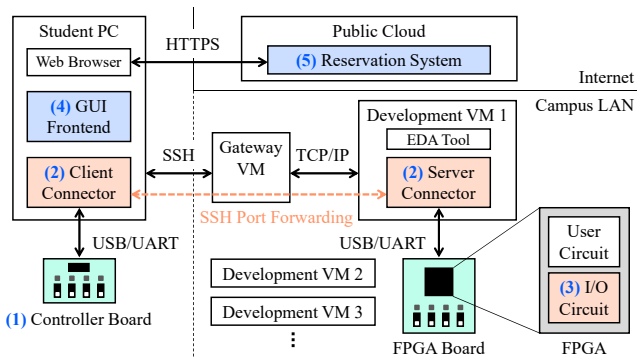 Student PC
Web Browser
(4) GUI
Frontend
(2) Client
Connector
USB/UART
(1) Controller Board
HTTPS
SSH
Gateway
VM
TCP/IP
SSH Port Forwarding
Public Cloud
(5) Reservation System
Internet
Campus LAN
Development VM 1
EDA Tool
(2) Server
Connector
USB/UART
Development VM 2
Development VM 3
FPGA Board
User
Circuit
(3) I/O
Circuit
FPGA